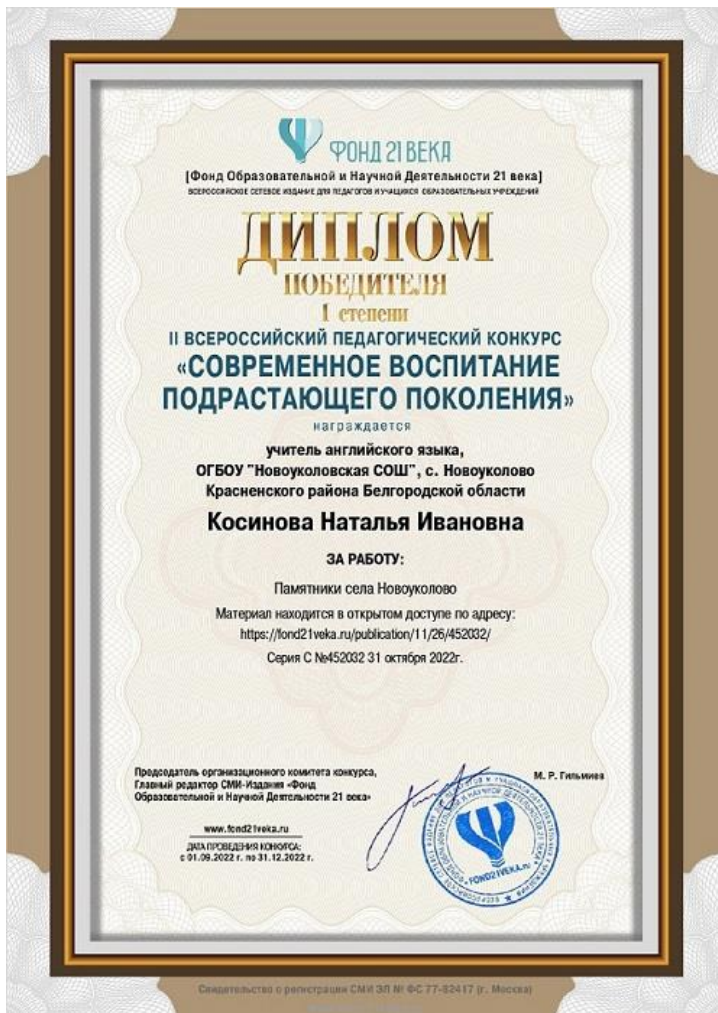 ФОНД 21 ВЕКА
[Фонд Образовательной и Научной Деятельности 21 века]
ВСЕРОССИЙСКОЕ СЕТЕВОЕ ИЗДАНИЕ ДЛЯ ПЕДАГОГОВ И УЧАЩИХСЯ ОБРАЗОВАТЕЛЬНЫХ УЧРЕЖДЕНИЙ
ДИПЛОМ
ПОБЕДИТЕЛЯ
1 степени
II ВСЕРОССИЙСКИЙ ПЕДАГОГИЧЕСКИЙ КОНКУРС
«СОВРЕМЕННОЕ ВОСПИТАНИЕ
ПОДРАСТАЮЩЕГО ПОКОЛЕНИЯ»
награждается
учитель английского языка,
ОГБОУ "Новоуколовская СОШ", с. Новоуколово
Красненского района Белгородской области
Косинова Наталья Ивановна
ЗА РАБОТУ:
Памятники села Новоуколово
Материал находится в открытом доступе по адресу:
https://fond21veka.ru/publication/11/26/452032/
Серия С №452032 31 октября 2022г.
Председатель организационного комитета конкурса,
Главный редактор СМИ-Издания «Фонд
Образовательной и Научной Деятельности 21 века»
М. Р. Гильмиев
www.fond21veka.ru
ДАТА ПРОВЕДЕНИЯ КОНКУРСА:
с 01.09.2022 г. по 31.12.2022 г.
FOND21VEKA.ru
Свидетельство о регистрации СМИ ЭЛ № ФС 77-82417 (г. Москва)